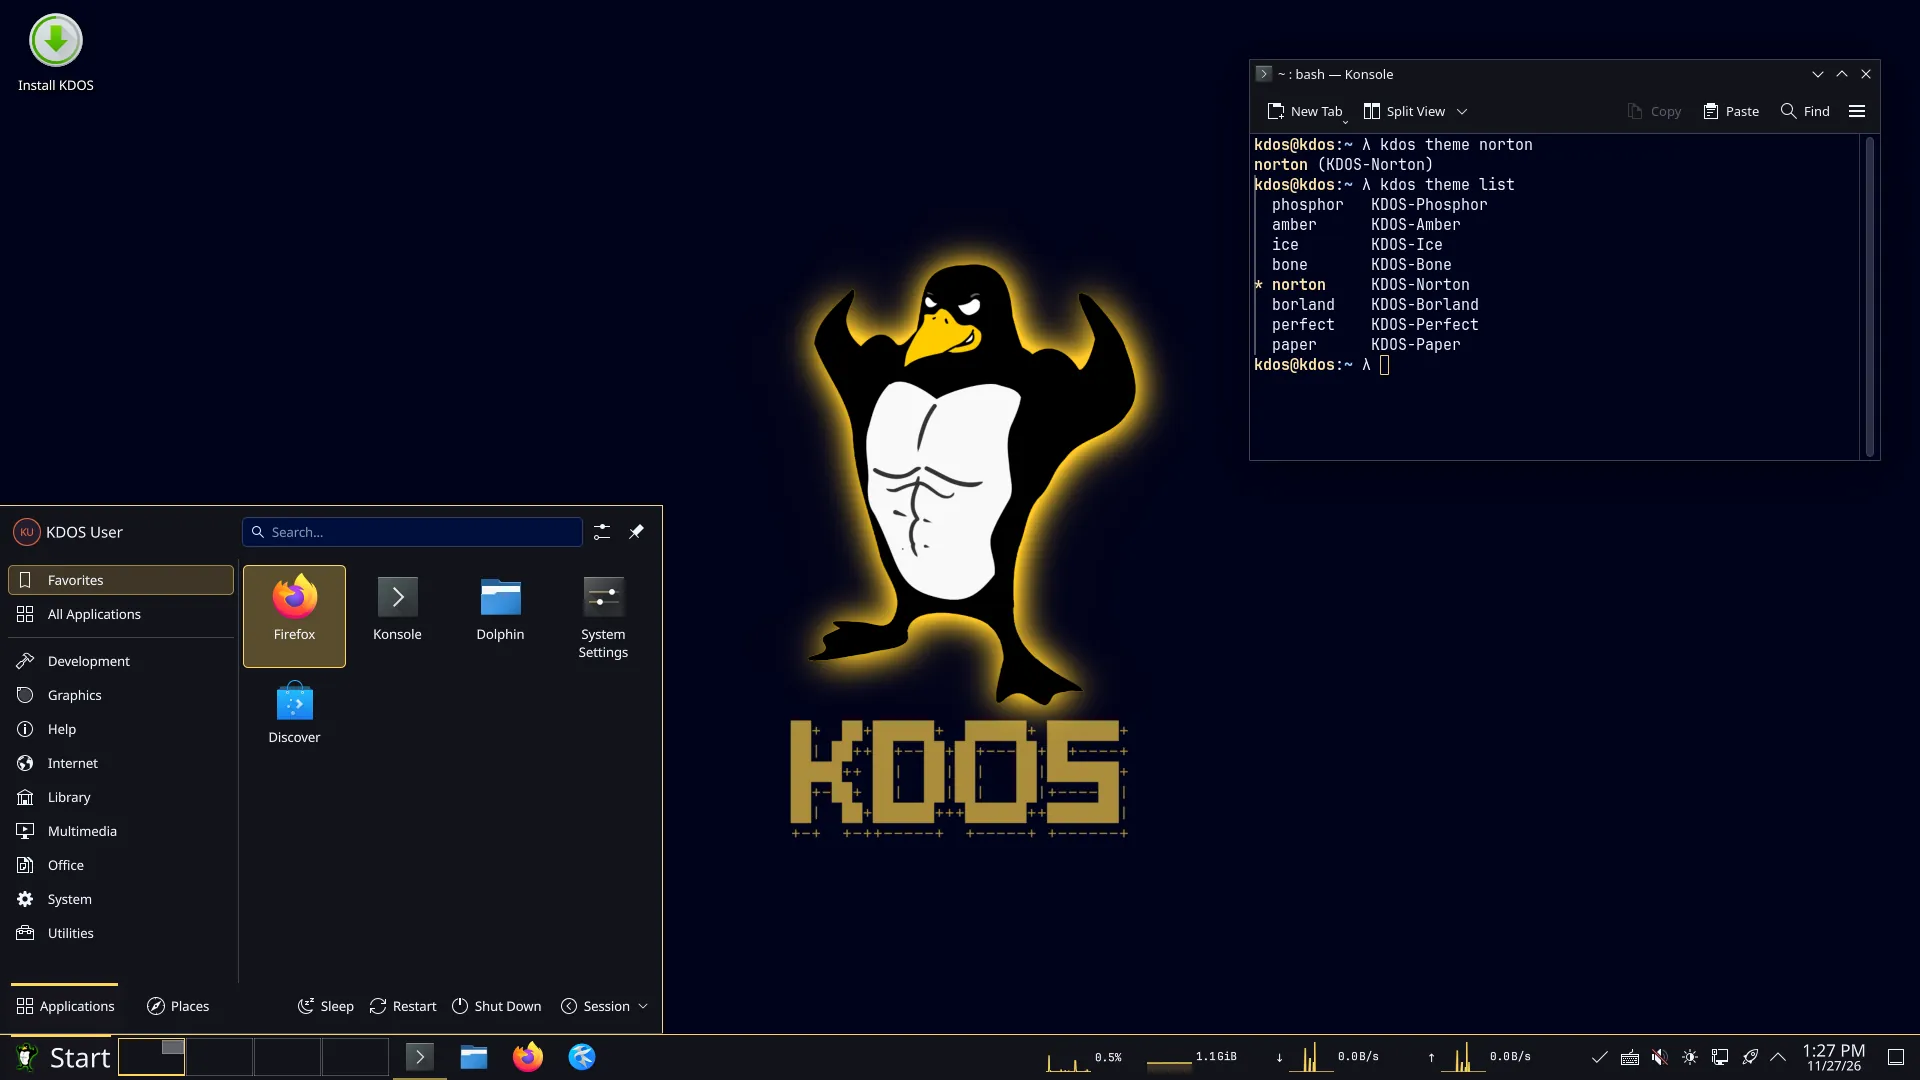 Install KDOS
~ : bash — Konsole
New Tab
Split View
Copy
Paste
Find
kdos@kdos:~ λ kdos theme norton
norton (KDOS-Norton)
kdos@kdos:~ λ kdos theme list
phosphor KDOS-Phosphor
amber KDOS-Amber
ice KDOS-Ice
bone KDOS-Bone
* norton KDOS-Norton
borland KDOS-Borland
perfect KDOS-Perfect
paper KDOS-Paper
kdos@kdos:~ λ
KDOS
KU KDOS User
Search...
Favorites
All Applications
Development
Graphics
Help
Internet
Library
Multimedia
Office
System
Utilities
Firefox
Konsole
Dolphin
System
Settings
Discover
Applications
Places
Sleep
Restart
Shut Down
Session
Start
0.5%
1.1GiB
↓ 0.0B/s
↑ 0.0B/s
1:27 PM
11/27/26